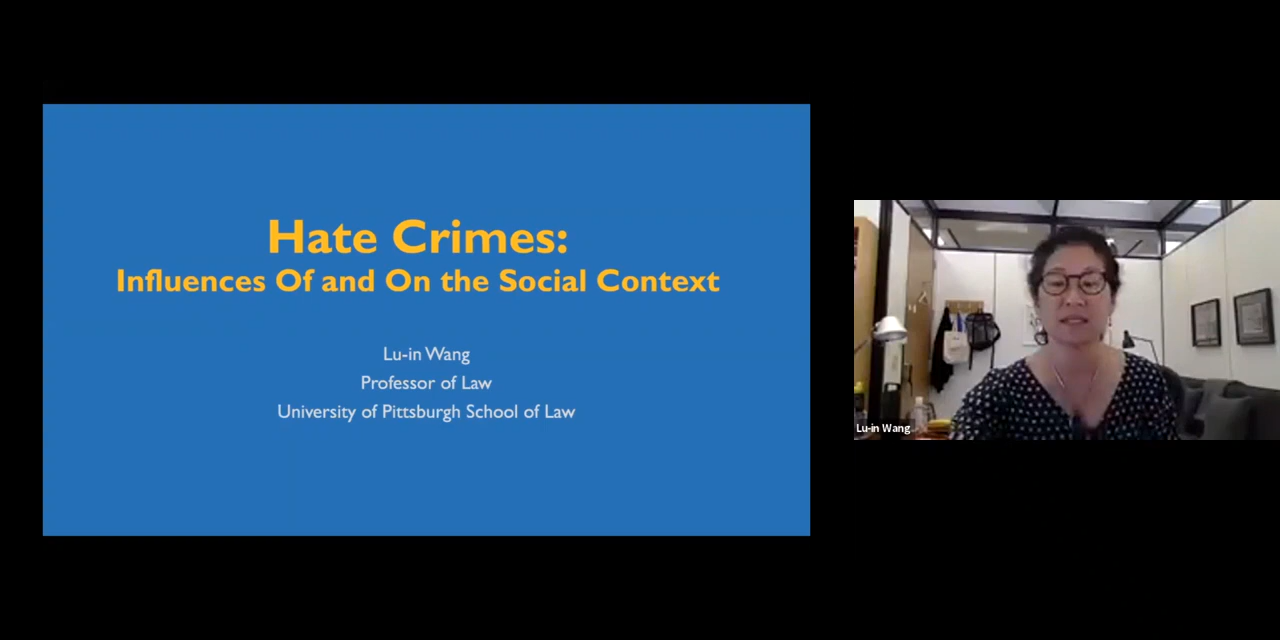 Hate Crimes:
Influences Of and On the Social Context
Lu-in Wang
Professor of Law
University of Pittsburgh School of Law
Lu-in Wang